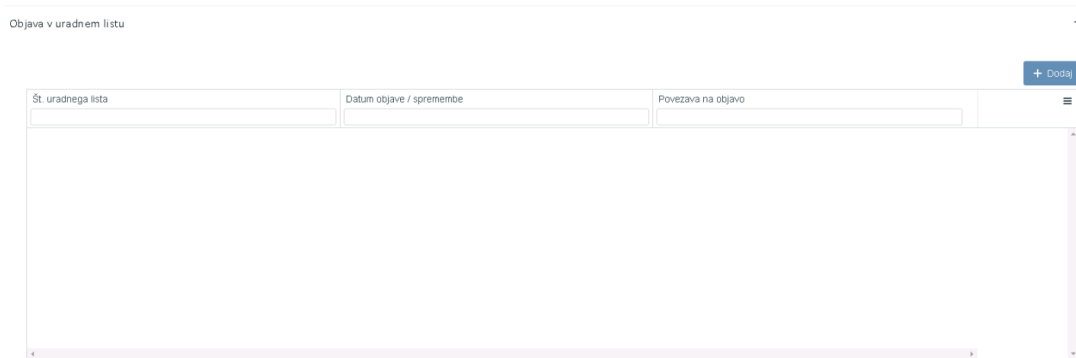 Objava v uradnem listu
+ Dodaj
Št. uradnega lista Datum objave / spremembe Povezava na objavo